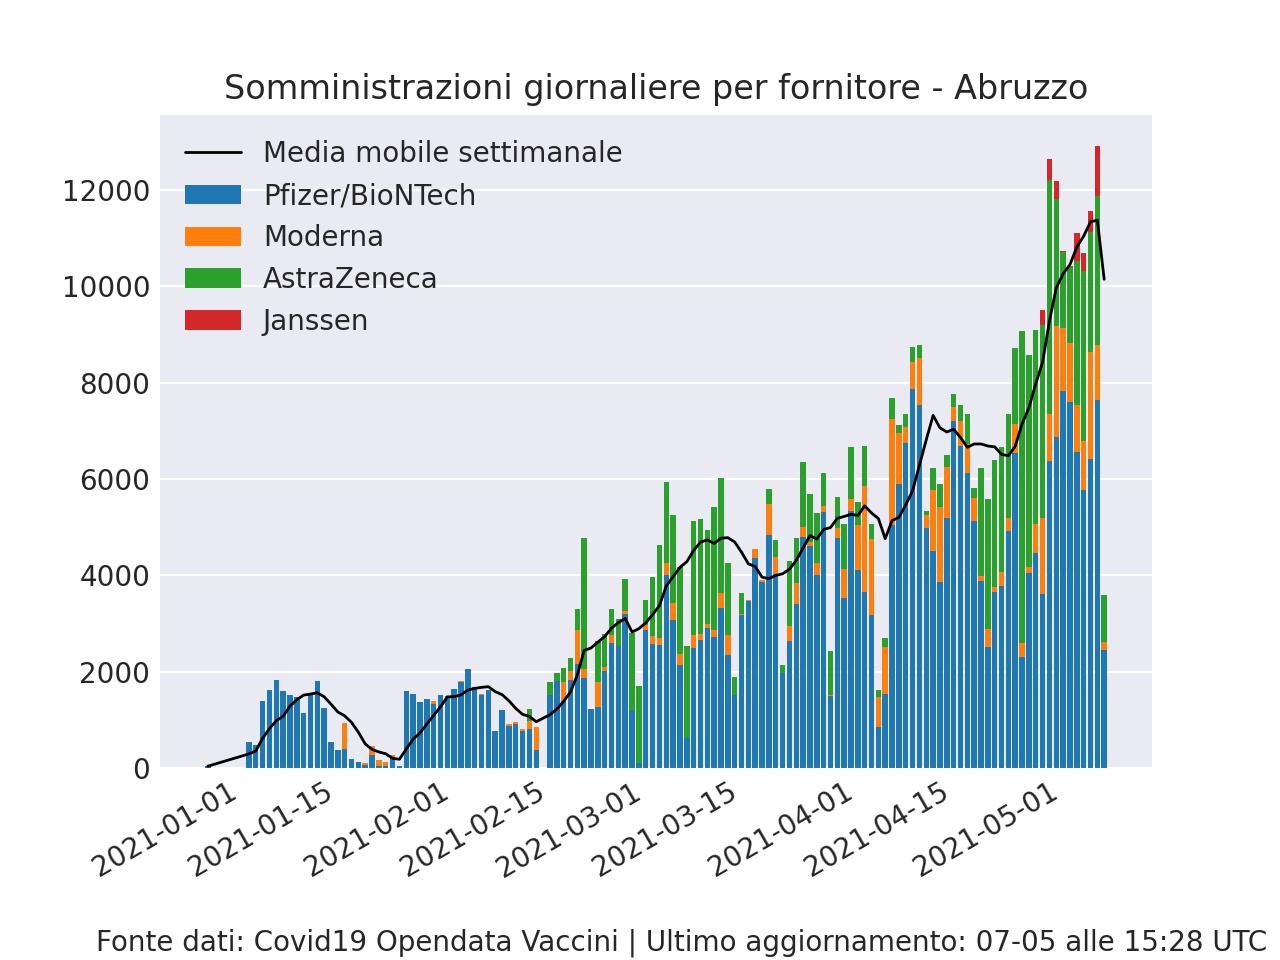 Somministrazioni giornaliere per fornitore - Abruzzo
Media mobile settimanale
Pfizer/BioNTech
Moderna
AstraZeneca
Janssen
12000
10000
8000
6000
4000
2000
0
2021-01-01
2021-01-15
2021-02-01
2021-02-15
2021-03-01
2021-03-15
2021-04-01
2021-04-15
2021-05-01
Fonte dati: Covid19 Opendata Vaccini | Ultimo aggiornamento: 07-05 alle 15:28 UTC